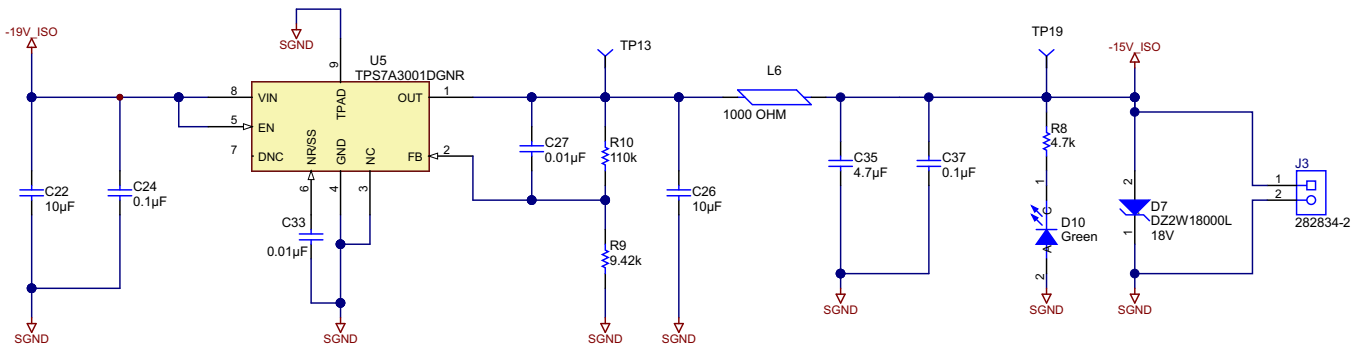 -19V_ISO
C22
10µF
C24
0.1µF
SGND
SGND
U5
TPS7A3001DGNR
8
VIN
5
EN
7
DNC
9
TPAD
OUT
1
FB
2
NR/SS
6
GND
4
NC
3
C33
0.01µF
SGND
C27
0.01µF
TP13
R10
110k
R9
9.42k
SGND
C26
10µF
SGND
L6
1000 OHM
C35
4.7µF
C37
0.1µF
SGND
TP19
R8
4.7k
1
C
D10
Green
A
2
SGND
-15V_ISO
2
D7
DZ2W18000L
18V
1
SGND
J3
1
2
282834-2